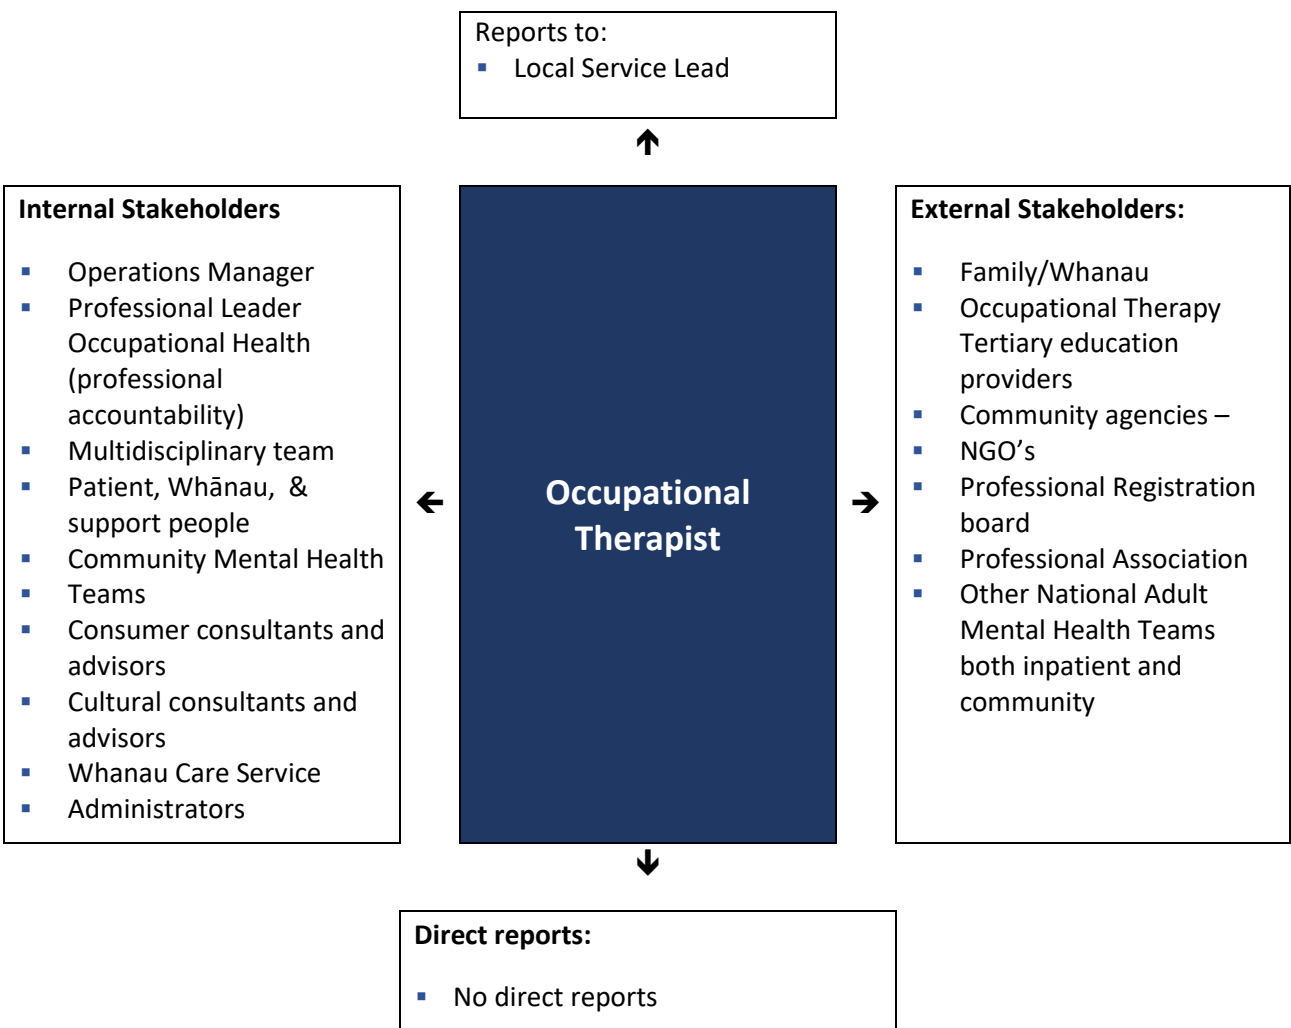 Reports to:
▪ Local Service Lead
Internal Stakeholders
▪ Operations Manager
▪ Professional Leader
Occupational Health
(professional
accountability)
▪ Multidisciplinary team
▪ Patient, Whānau, &
support people
▪ Community Mental Health
▪ Teams
▪ Consumer consultants and
advisors
▪ Cultural consultants and
advisors
▪ Whanau Care Service
▪ Administrators
Occupational
Therapist
External Stakeholders:
▪ Family/Whanau
▪ Occupational Therapy
Tertiary education
providers
▪ Community agencies –
▪ NGO’s
▪ Professional Registration
board
▪ Professional Association
▪ Other National Adult
Mental Health Teams
both inpatient and
community
Direct reports:
▪ No direct reports